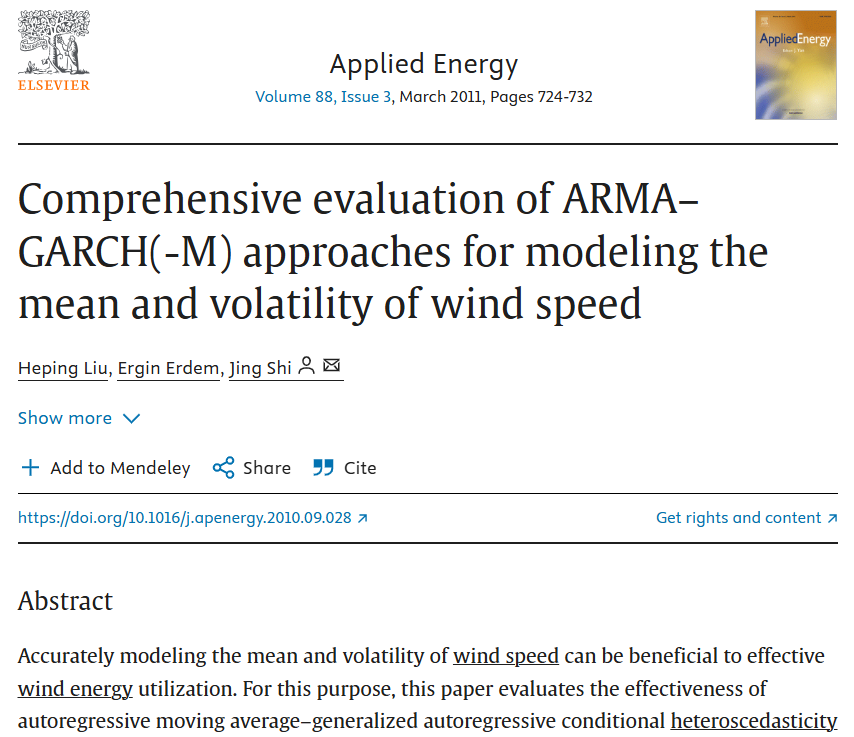 ELSEVIER
Applied Energy
Volume 88, Issue 3, March 2011, Pages 724-732
AppliedEnergy
Comprehensive evaluation of ARMA–
GARCH(-M) approaches for modeling the
mean and volatility of wind speed
Heping Liu, Ergin Erdem, Jing Shi
Show more
Add to Mendeley Share Cite
https://doi.org/10.1016/j.apenergy.2010.09.028 Get rights and content
Abstract
Accurately modeling the mean and volatility of wind speed can be beneficial to effective
wind energy utilization. For this purpose, this paper evaluates the effectiveness of
autoregressive moving average–generalized autoregressive conditional heteroscedasticity